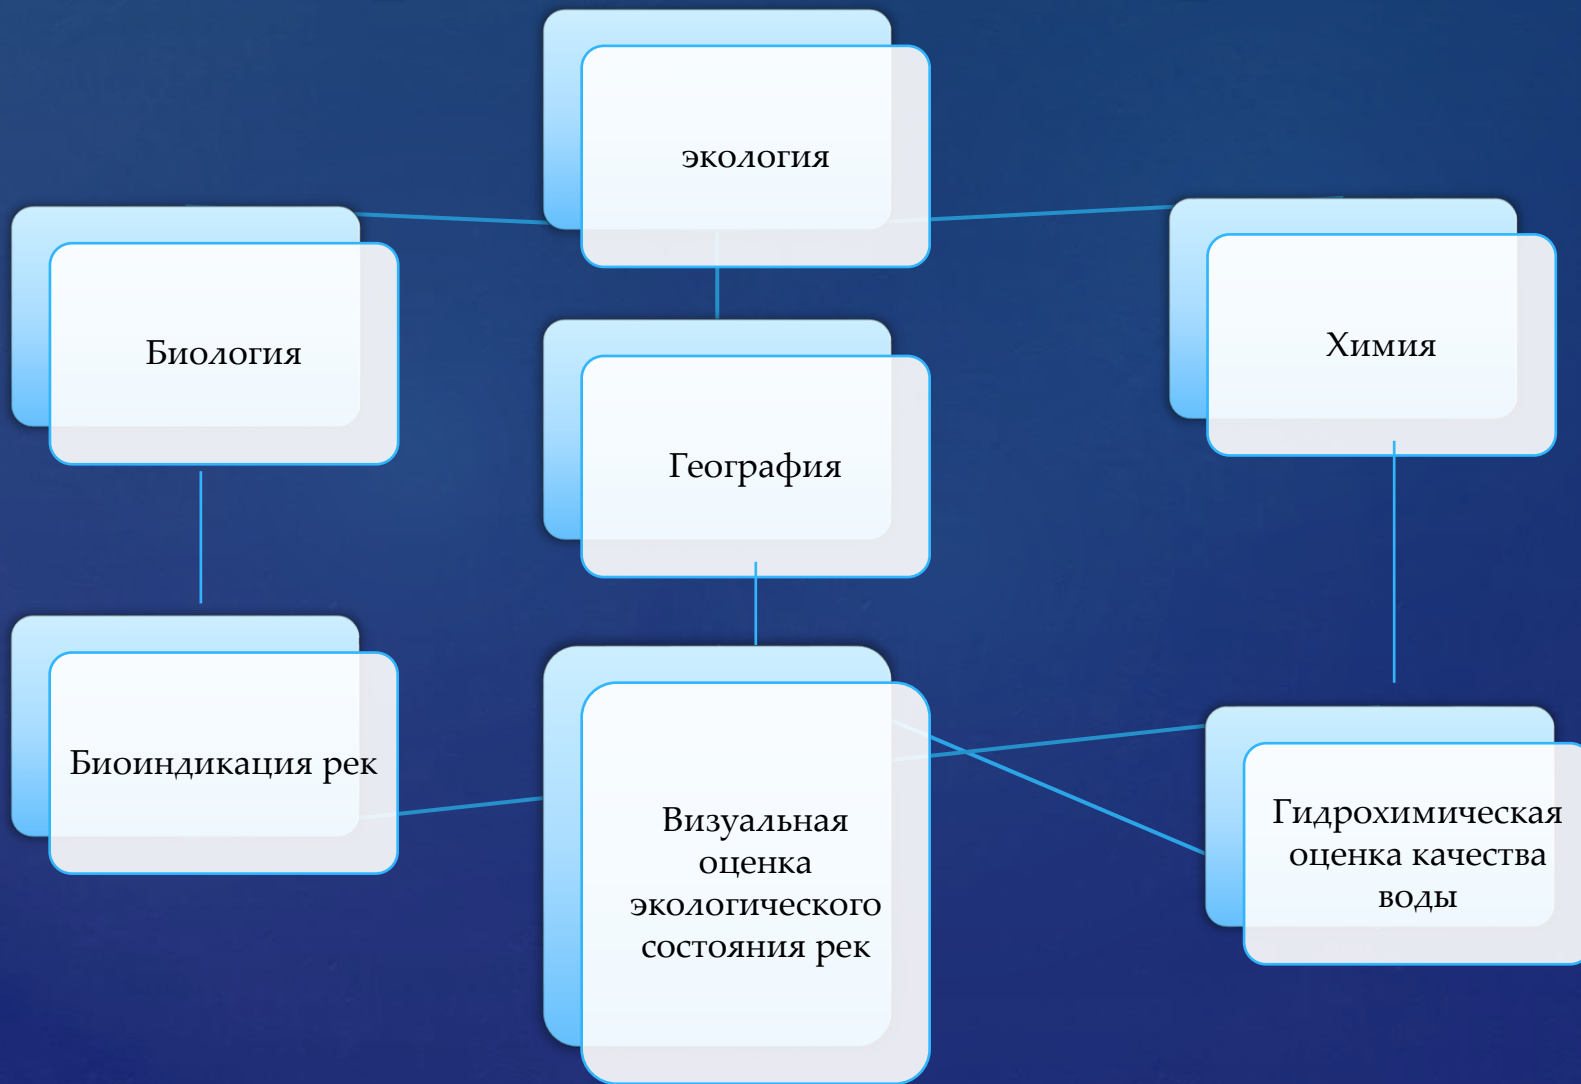 экология
Биология
Химия
География
Биоиндикация рек
Визуальная
оценка
экологического
состояния рек
Гидрохимическая
оценка качества
воды